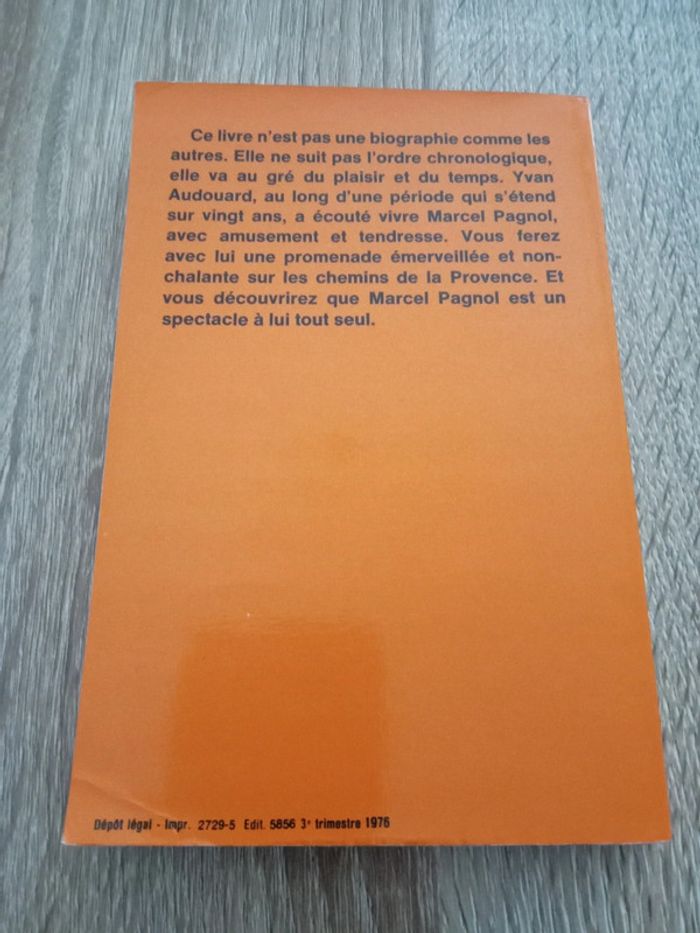 Ce livre n'est pas une biographie comme les
autres. Elle ne suit pas l'ordre chronologique,
elle va au gré du plaisir et du temps. Yvan
Audouard, au long d'une période qui s'étend
sur vingt ans, a écouté vivre Marcel Pagnol,
avec amusement et tendresse. Vous ferez
avec lui une promenade émerveillée et non-
chalante sur les chemins de la Provence. Et
vous découvrirez que Marcel Pagnol est un
spectacle à lui tout seul.
Dépôt légal - Impr. 2729-5 Edit. 5856 3e trimestre 1976